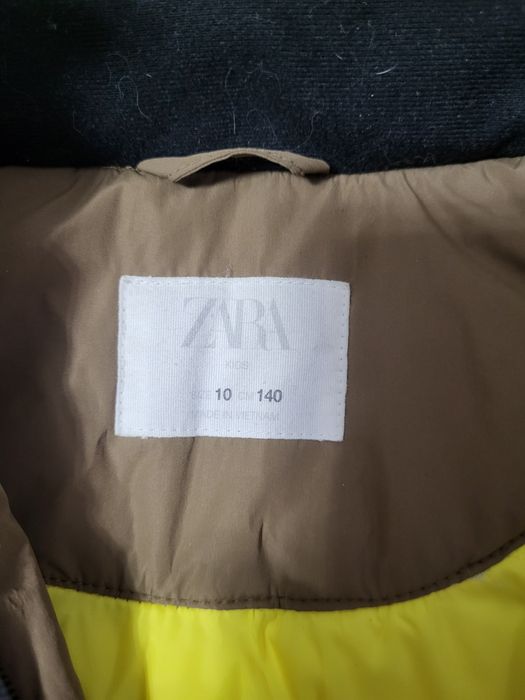 ZARA
KIDS
SIZE 10 CM 140
MADE IN VIETNAM